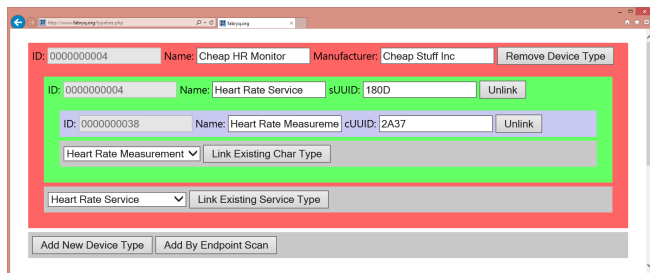 http://www.fabryq.org/typetree.php
fabryq.org
ID: 0000000004 Name: Cheap HR Monitor Manufacturer: Cheap Stuff Inc Remove Device Type
ID: 0000000004 Name: Heart Rate Service sUUID: 180D Unlink
ID: 0000000038 Name: Heart Rate Measureme cUUID: 2A37 Unlink
Heart Rate Measurement Link Existing Char Type
Heart Rate Service Link Existing Service Type
Add New Device Type Add By Endpoint Scan